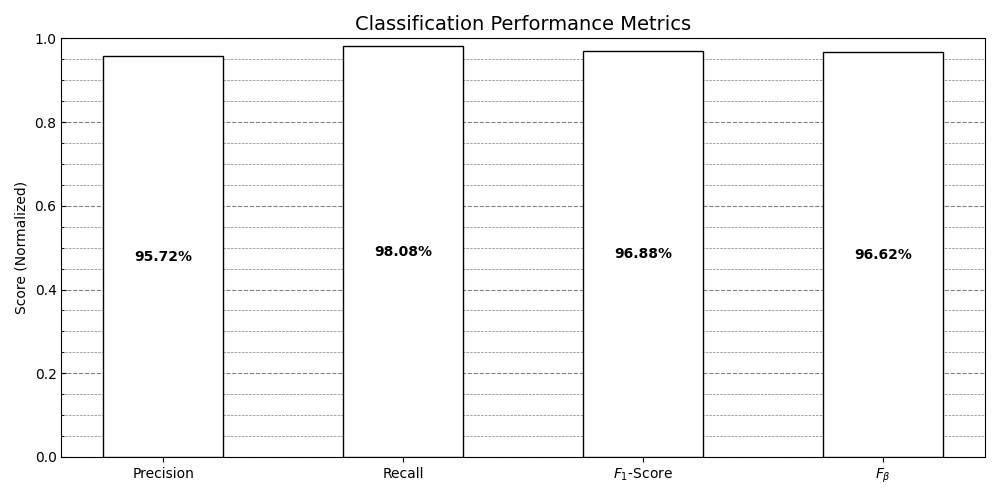 Classification Performance Metrics
Score (Normalized)
1.0
0.8
0.6
0.4
0.2
0.0
95.72%
98.08%
96.88%
96.62%
Precision
Recall
F₁-Score
Fᵦ